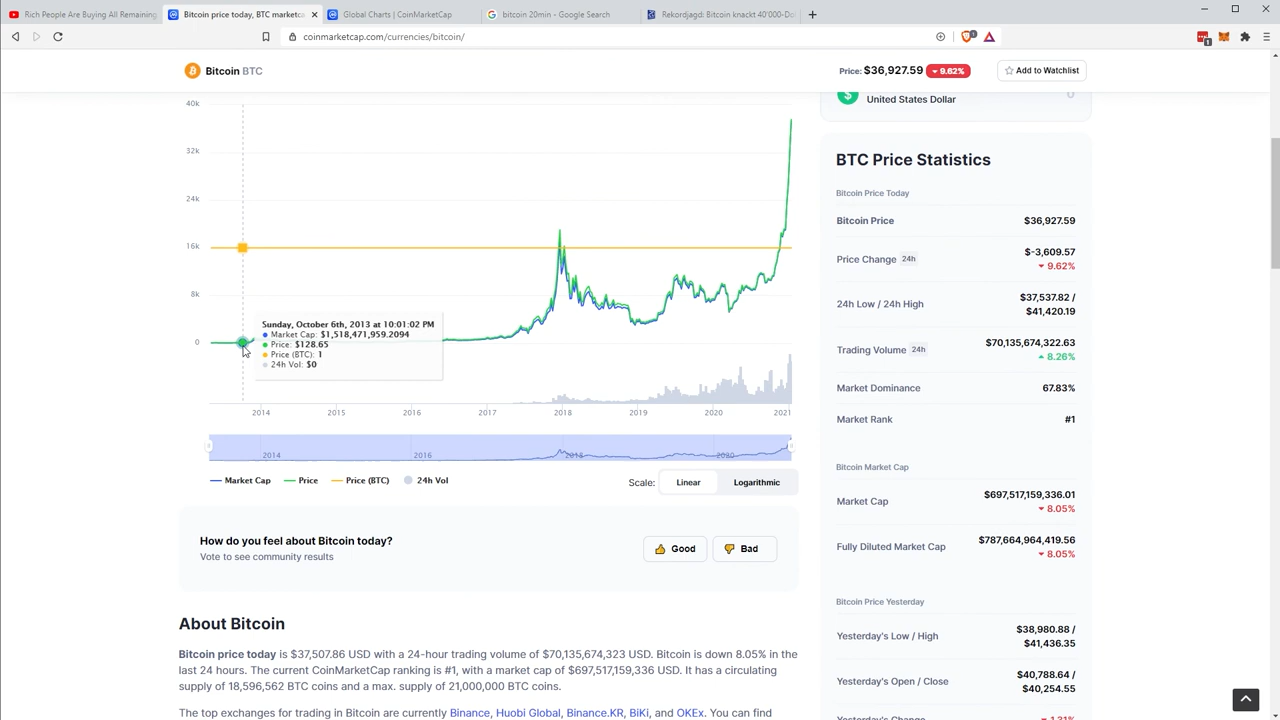 Rich People Are Buying All Remaining
Bitcoin price today, BTC marketc
Global Charts | CoinMarketCap
bitcoin 20min - Google Search
Rekordjagd: Bitcoin knackt 40'000-Do
coinmarketcap.com/currencies/bitcoin/
1
1
Bitcoin BTC
Price: $36,927.59
9.62%
Add to Watchlist
40k
32k
24k
16k
8k
0
Sunday, October 6th, 2013 at 10:01:02 PM
Market Cap: $1,518,471,959.2094
Price: $128.65
Price (BTC): 1
24h Vol: $0
2014 2015 2016 2017 2018 2019 2020 2021
2014 2016 2018 2020
Market Cap Price Price (BTC) 24h Vol
Scale: Linear Logarithmic
How do you feel about Bitcoin today?
Vote to see community results
Good Bad
About Bitcoin
Bitcoin price today is $37,507.86 USD with a 24-hour trading volume of $70,135,674,323 USD. Bitcoin is down 8.05% in the
last 24 hours. The current CoinMarketCap ranking is #1, with a market cap of $697,517,159,336 USD. It has a circulating
supply of 18,596,562 BTC coins and a max. supply of 21,000,000 BTC coins.
The top exchanges for trading in Bitcoin are currently Binance, Huobi Global, Binance.KR, BiKi, and OKEx. You can find
United States Dollar
0
BTC Price Statistics
Bitcoin Price Today
Bitcoin Price $36,927.59
Price Change 24h $-3,609.57
9.62%
24h Low / 24h High $37,537.82 /
$41,420.19
Trading Volume 24h $70,135,674,322.63
8.26%
Market Dominance 67.83%
Market Rank #1
Bitcoin Market Cap
Market Cap $697,517,159,336.01
8.05%
Fully Diluted Market Cap $787,664,964,419.56
8.05%
Bitcoin Price Yesterday
Yesterday's Low / High $38,980.88 /
$41,436.35
Yesterday's Open / Close $40,788.64 /
$40,254.55
Yesterday's Change 1.31%